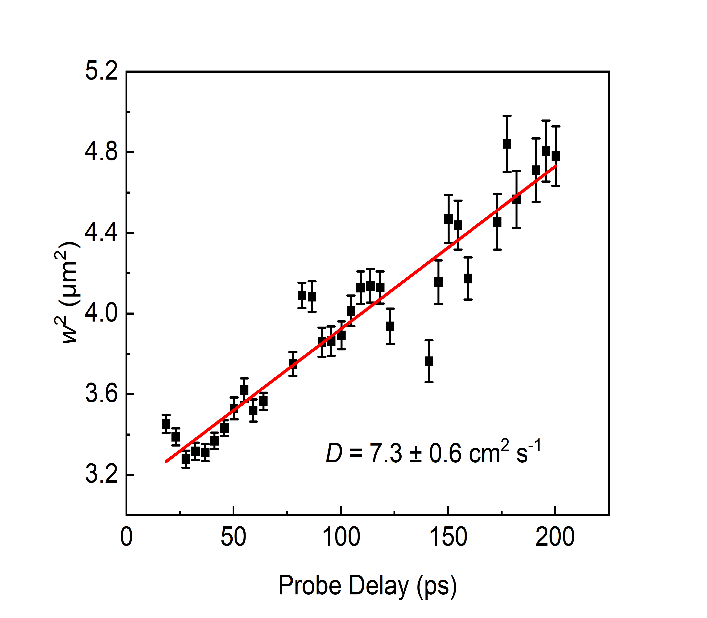 5.2
4.8
4.4
4.0
3.6
3.2
w² (μm²)
D = 7.3 ± 0.6 cm² s⁻¹
0 50 100 150 200
Probe Delay (ps)